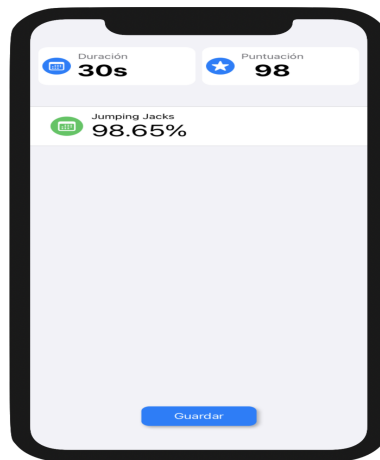 Duración
30s
Puntuación
98
Jumping Jacks
98.65%
Guardar